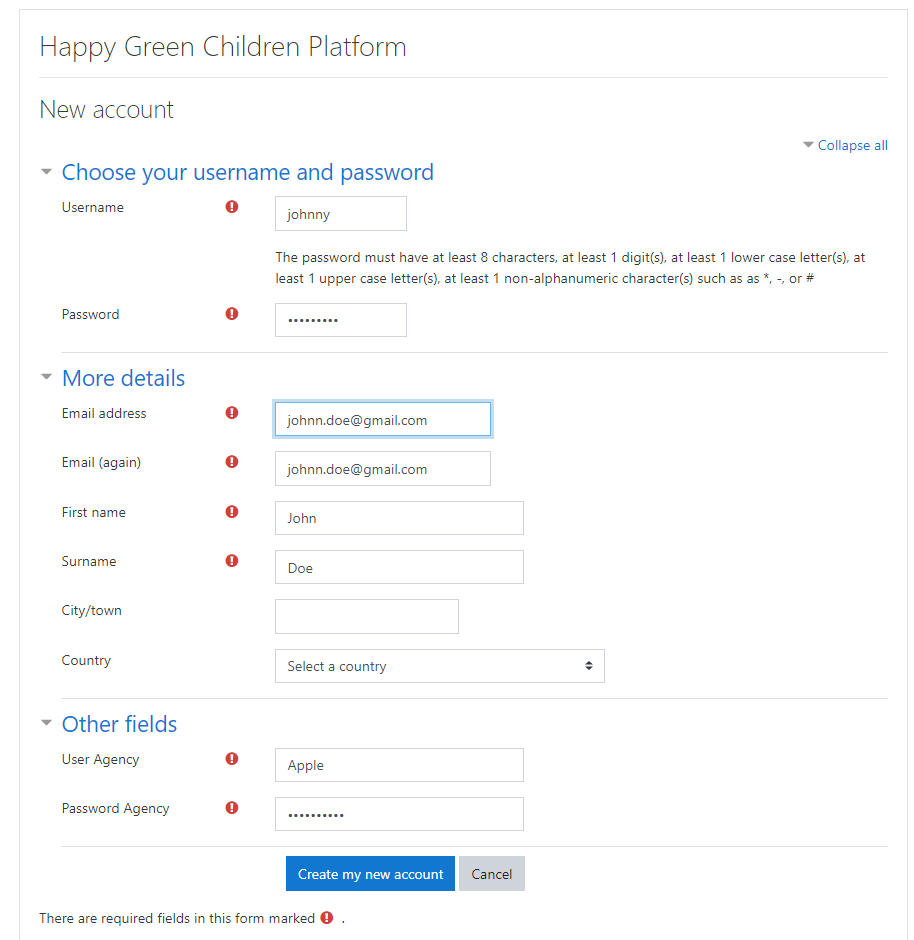 Happy Green Children Platform
New account
Collapse all
Choose your username and password
Username
johnny
The password must have at least 8 characters, at least 1 digit(s), at least 1 lower case letter(s), at
least 1 upper case letter(s), at least 1 non-alphanumeric character(s) such as as *, -, or #
Password
•••••••••
More details
Email address
johnn.doe@gmail.com
Email (again)
johnn.doe@gmail.com
First name
John
Surname
Doe
City/town
Country
Select a country
Other fields
User Agency
Apple
Password Agency
••••••••••
Create my new account
Cancel
There are required fields in this form marked ! .